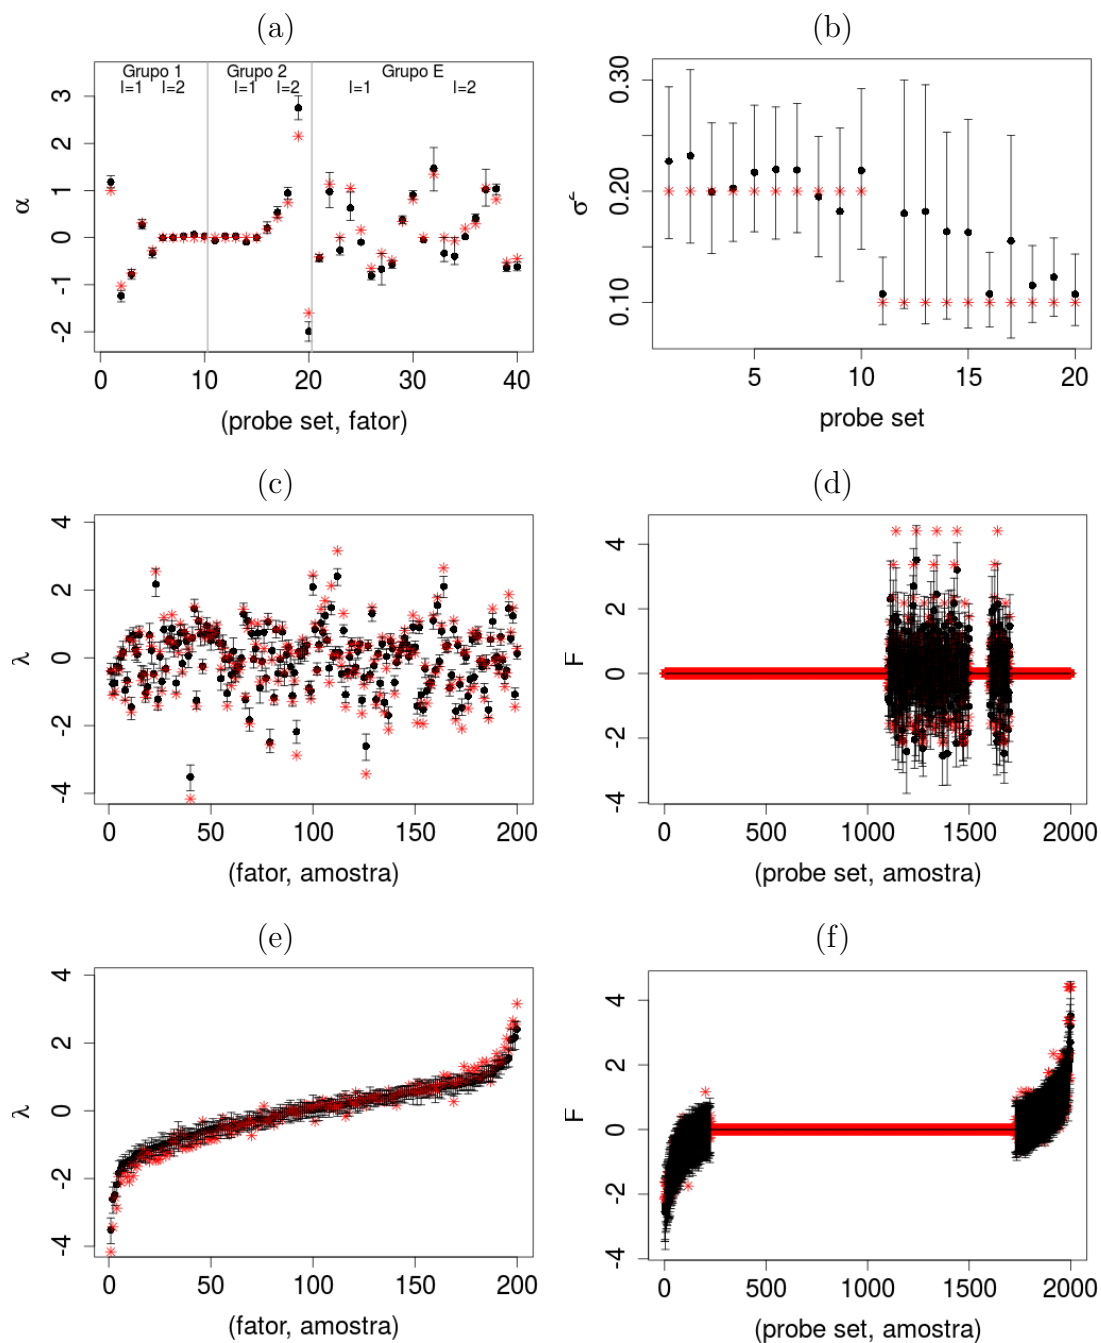 (a)
Grupo 1 Grupo 2 Grupo E
l=1 l=2 l=1 l=2 l=1 l=2
3
2
1
0
-1
-2
α
0 10 20 30 40
(probe set, fator)
(b)
0.30
0.20
0.10
5 10 15 20
probe set
(c)
4
2
0
-2
-4
λ
0 50 100 150 200
(fator, amostra)
(d)
4
2
0
-2
-4
F
0 500 1000 1500 2000
(probe set, amostra)
(e)
4
2
0
-2
-4
λ
0 50 100 150 200
(fator, amostra)
(f)
4
2
0
-2
-4
F
0 500 1000 1500 2000
(probe set, amostra)